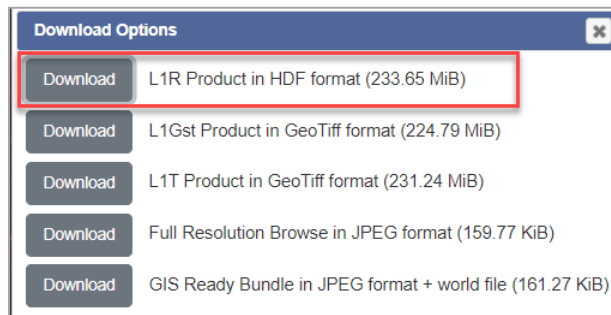 Download Options
Download L1R Product in HDF format (233.65 MiB)
Download L1Gst Product in GeoTiff format (224.79 MiB)
Download L1T Product in GeoTiff format (231.24 MiB)
Download Full Resolution Browse in JPEG format (159.77 KiB)
Download GIS Ready Bundle in JPEG format + world file (161.27 KiB)